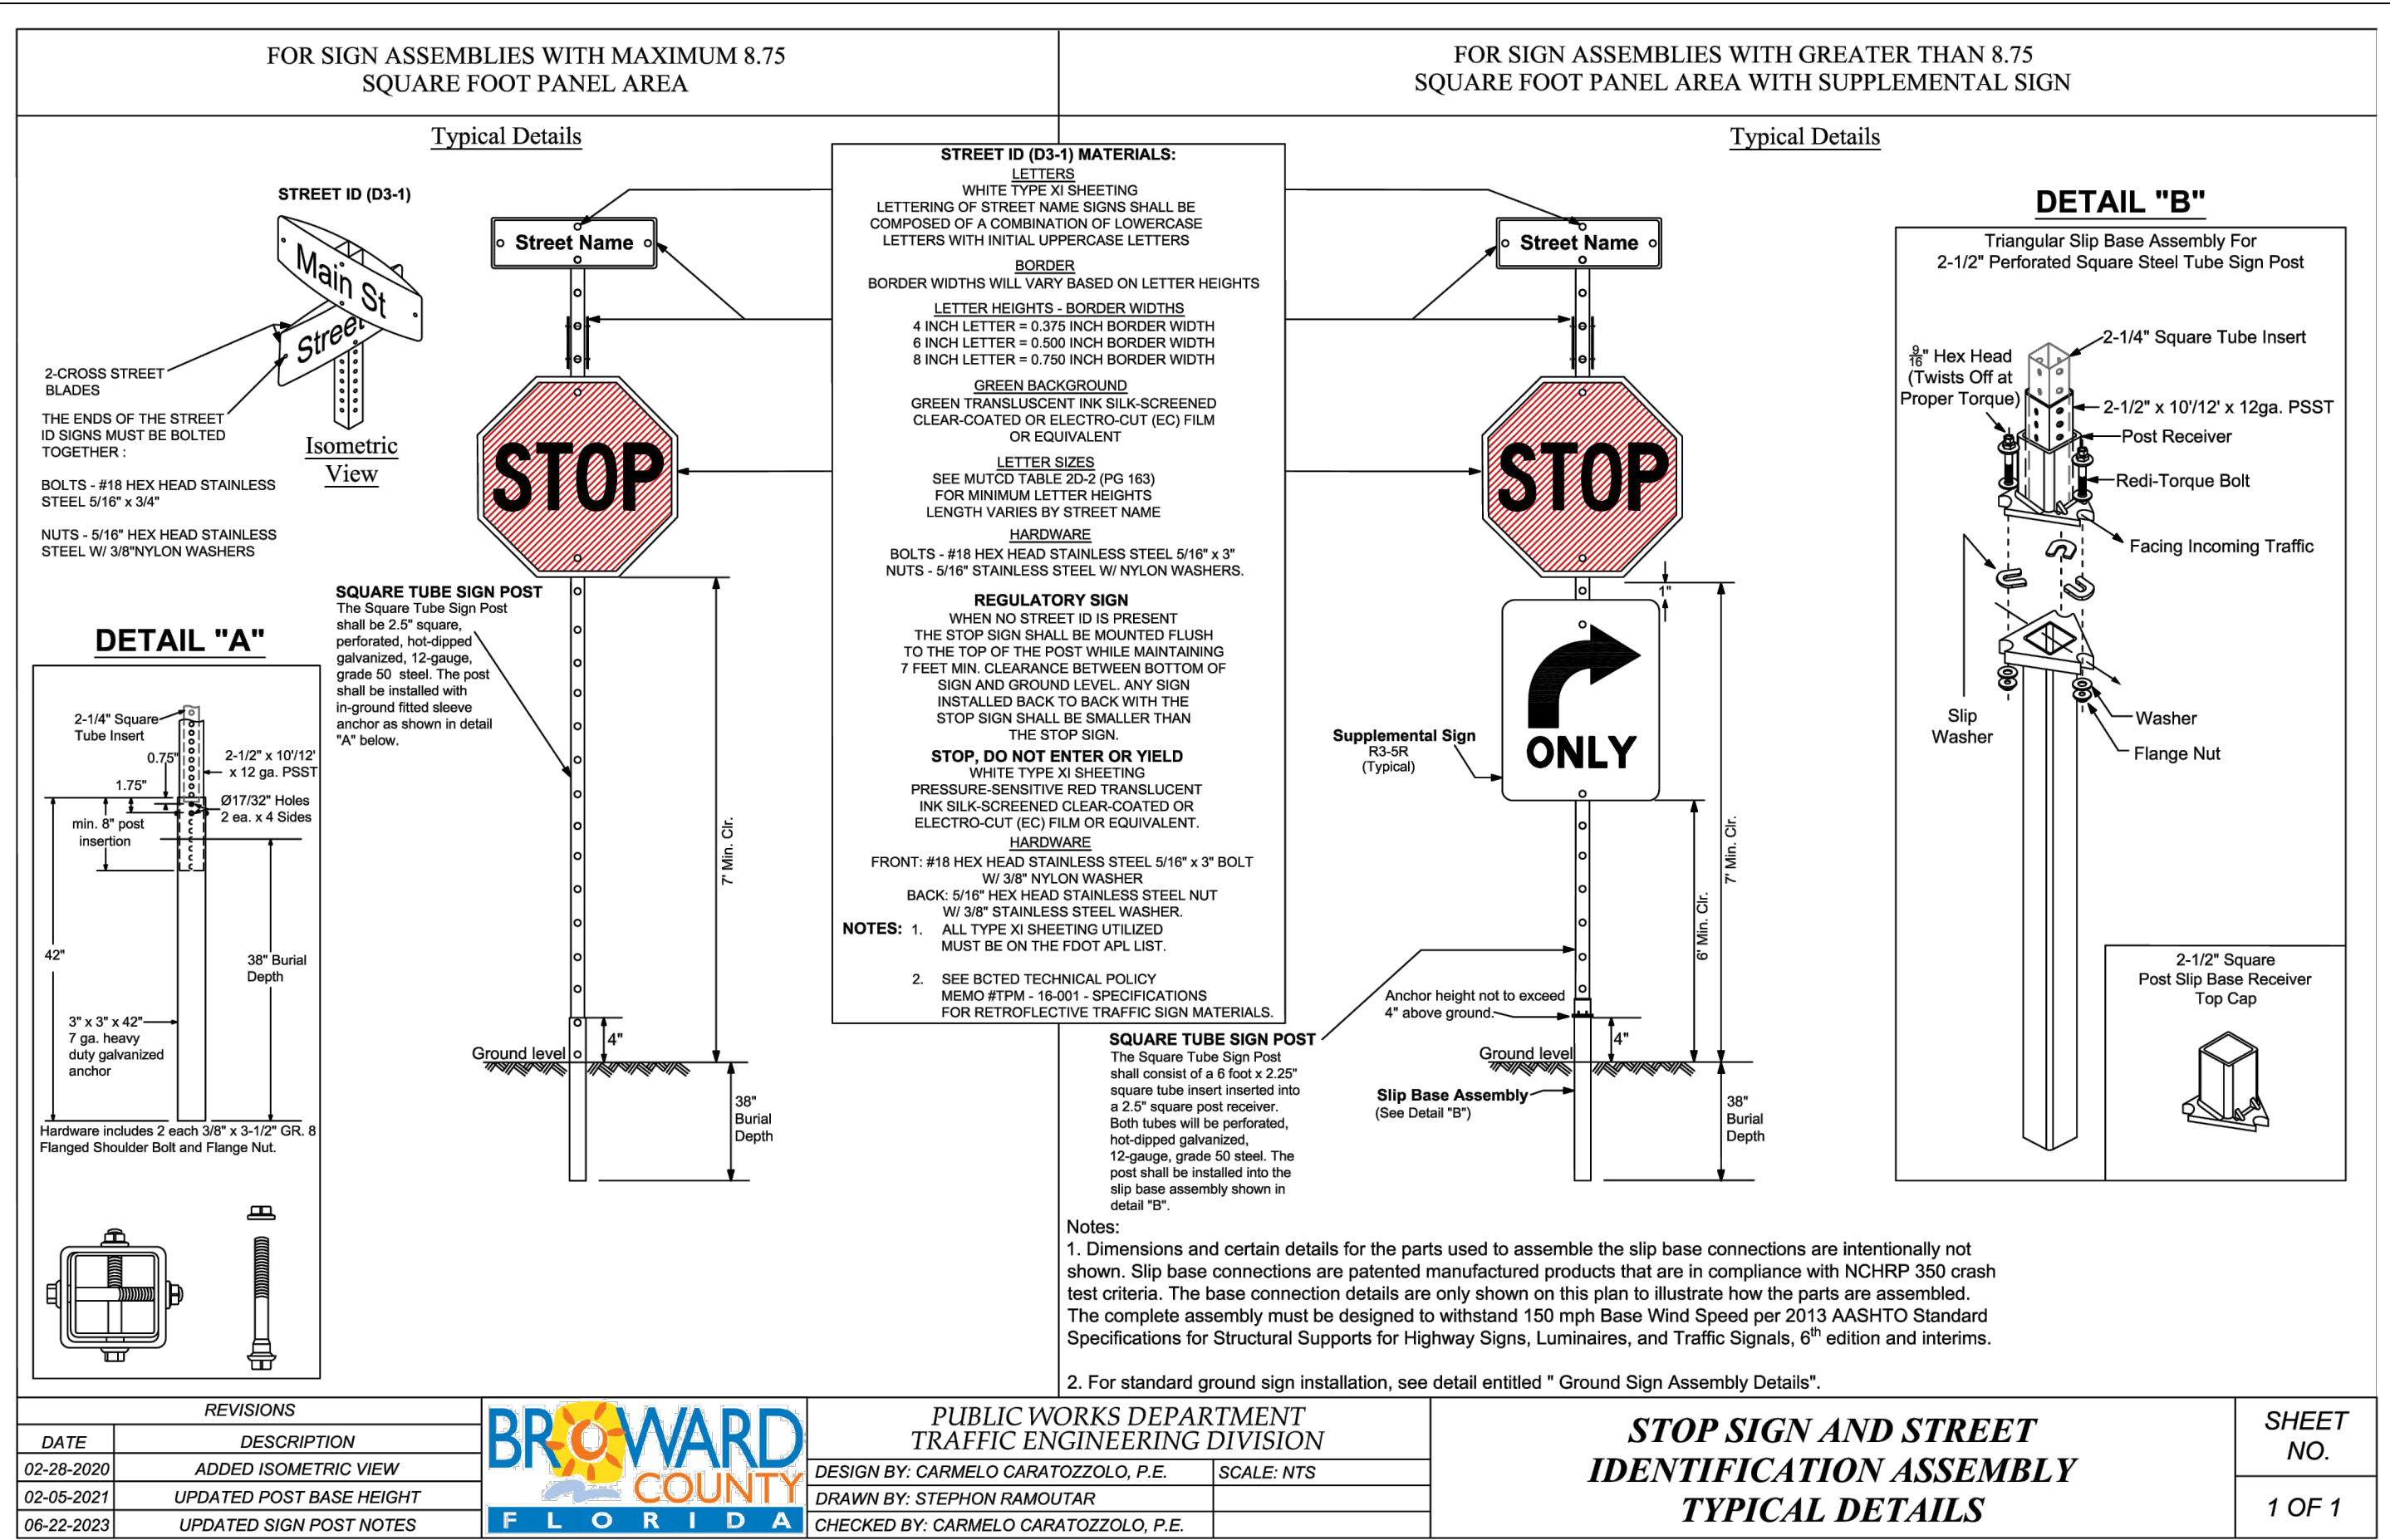 FOR SIGN ASSEMBLIES WITH MAXIMUM 8.75
SQUARE FOOT PANEL AREA
FOR SIGN ASSEMBLIES WITH GREATER THAN 8.75
SQUARE FOOT PANEL AREA WITH SUPPLEMENTAL SIGN
Typical Details
STREET ID (D3-1)
Main St
Street
2-CROSS STREET
BLADES
THE ENDS OF THE STREET
ID SIGNS MUST BE BOLTED
TOGETHER :
BOLTS - #18 HEX HEAD STAINLESS
STEEL 5/16" x 3/4"
NUTS - 5/16" HEX HEAD STAINLESS
STEEL W/ 3/8"NYLON WASHERS
Isometric
View
Street Name
STOP
SQUARE TUBE SIGN POST
The Square Tube Sign Post
shall be 2.5" square,
perforated, hot-dipped
galvanized, 12-gauge,
grade 50 steel. The post
shall be installed with
in-ground fitted sleeve
anchor as shown in detail
"A" below.
7' Min. Clr.
4"
Ground level
38"
Burial
Depth
DETAIL "A"
2-1/4" Square
Tube Insert
0.75"
2-1/2" x 10'/12'
x 12 ga. PSST
1.75"
Ø17/32" Holes
2 ea. x 4 Sides
min. 8" post
insertion
42"
38" Burial
Depth
3" x 3" x 42"
7 ga. heavy
duty galvanized
anchor
Hardware includes 2 each 3/8" x 3-1/2" GR. 8
Flanged Shoulder Bolt and Flange Nut.
STREET ID (D3-1) MATERIALS:
LETTERS
WHITE TYPE XI SHEETING
LETTERING OF STREET NAME SIGNS SHALL BE
COMPOSED OF A COMBINATION OF LOWERCASE
LETTERS WITH INITIAL UPPERCASE LETTERS
BORDER
BORDER WIDTHS WILL VARY BASED ON LETTER HEIGHTS
LETTER HEIGHTS - BORDER WIDTHS
4 INCH LETTER = 0.375 INCH BORDER WIDTH
6 INCH LETTER = 0.500 INCH BORDER WIDTH
8 INCH LETTER = 0.750 INCH BORDER WIDTH
GREEN BACKGROUND
GREEN TRANSLUSCENT INK SILK-SCREENED
CLEAR-COATED OR ELECTRO-CUT (EC) FILM
OR EQUIVALENT
LETTER SIZES
SEE MUTCD TABLE 2D-2 (PG 163)
FOR MINIMUM LETTER HEIGHTS
LENGTH VARIES BY STREET NAME
HARDWARE
BOLTS - #18 HEX HEAD STAINLESS STEEL 5/16" x 3"
NUTS - 5/16" STAINLESS STEEL W/ NYLON WASHERS.
REGULATORY SIGN
WHEN NO STREET ID IS PRESENT
THE STOP SIGN SHALL BE MOUNTED FLUSH
TO THE TOP OF THE POST WHILE MAINTAINING
7 FEET MIN. CLEARANCE BETWEEN BOTTOM OF
SIGN AND GROUND LEVEL. ANY SIGN
INSTALLED BACK TO BACK WITH THE
STOP SIGN SHALL BE SMALLER THAN
THE STOP SIGN.
STOP, DO NOT ENTER OR YIELD
WHITE TYPE XI SHEETING
PRESSURE-SENSITIVE RED TRANSLUCENT
INK SILK-SCREENED CLEAR-COATED OR
ELECTRO-CUT (EC) FILM OR EQUIVALENT.
HARDWARE
FRONT: #18 HEX HEAD STAINLESS STEEL 5/16" x 3" BOLT
W/ 3/8" NYLON WASHER
BACK: 5/16" HEX HEAD STAINLESS STEEL NUT
W/ 3/8" STAINLESS STEEL WASHER.
NOTES: 1. ALL TYPE XI SHEETING UTILIZED
MUST BE ON THE FDOT APL LIST.
2. SEE BCTED TECHNICAL POLICY
MEMO #TPM - 16-001 - SPECIFICATIONS
FOR RETROFLECTIVE TRAFFIC SIGN MATERIALS.
Typical Details
Street Name
STOP
1"
ONLY
Supplemental Sign
R3-5R
(Typical)
6' Min. Clr.
7' Min. Clr.
Anchor height not to exceed
4" above ground.
4"
Ground level
Slip Base Assembly
(See Detail "B")
38"
Burial
Depth
SQUARE TUBE SIGN POST
The Square Tube Sign Post
shall consist of a 6 foot x 2.25"
square tube insert inserted into
a 2.5" square post receiver.
Both tubes will be perforated,
hot-dipped galvanized,
12-gauge, grade 50 steel. The
post shall be installed into the
slip base assembly shown in
detail "B".
DETAIL "B"
Triangular Slip Base Assembly For
2-1/2" Perforated Square Steel Tube Sign Post
2-1/4" Square Tube Insert
9/16" Hex Head
(Twists Off at
Proper Torque)
2-1/2" x 10'/12' x 12ga. PSST
Post Receiver
Redi-Torque Bolt
Facing Incoming Traffic
Slip
Washer
Washer
Flange Nut
2-1/2" Square
Post Slip Base Receiver
Top Cap
Notes:
1. Dimensions and certain details for the parts used to assemble the slip base connections are intentionally not
shown. Slip base connections are patented manufactured products that are in compliance with NCHRP 350 crash
test criteria. The base connection details are only shown on this plan to illustrate how the parts are assembled.
The complete assembly must be designed to withstand 150 mph Base Wind Speed per 2013 AASHTO Standard
Specifications for Structural Supports for Highway Signs, Luminaires, and Traffic Signals, 6th edition and interims.
2. For standard ground sign installation, see detail entitled " Ground Sign Assembly Details".
REVISIONS
DATE DESCRIPTION
02-28-2020 ADDED ISOMETRIC VIEW
02-05-2021 UPDATED POST BASE HEIGHT
06-22-2023 UPDATED SIGN POST NOTES
BROWARD
COUNTY
FLORIDA
PUBLIC WORKS DEPARTMENT
TRAFFIC ENGINEERING DIVISION
DESIGN BY: CARMELO CARATOZZOLO, P.E. SCALE: NTS
DRAWN BY: STEPHON RAMOUTAR
CHECKED BY: CARMELO CARATOZZOLO, P.E.
STOP SIGN AND STREET
IDENTIFICATION ASSEMBLY
TYPICAL DETAILS
SHEET
NO.
1 OF 1